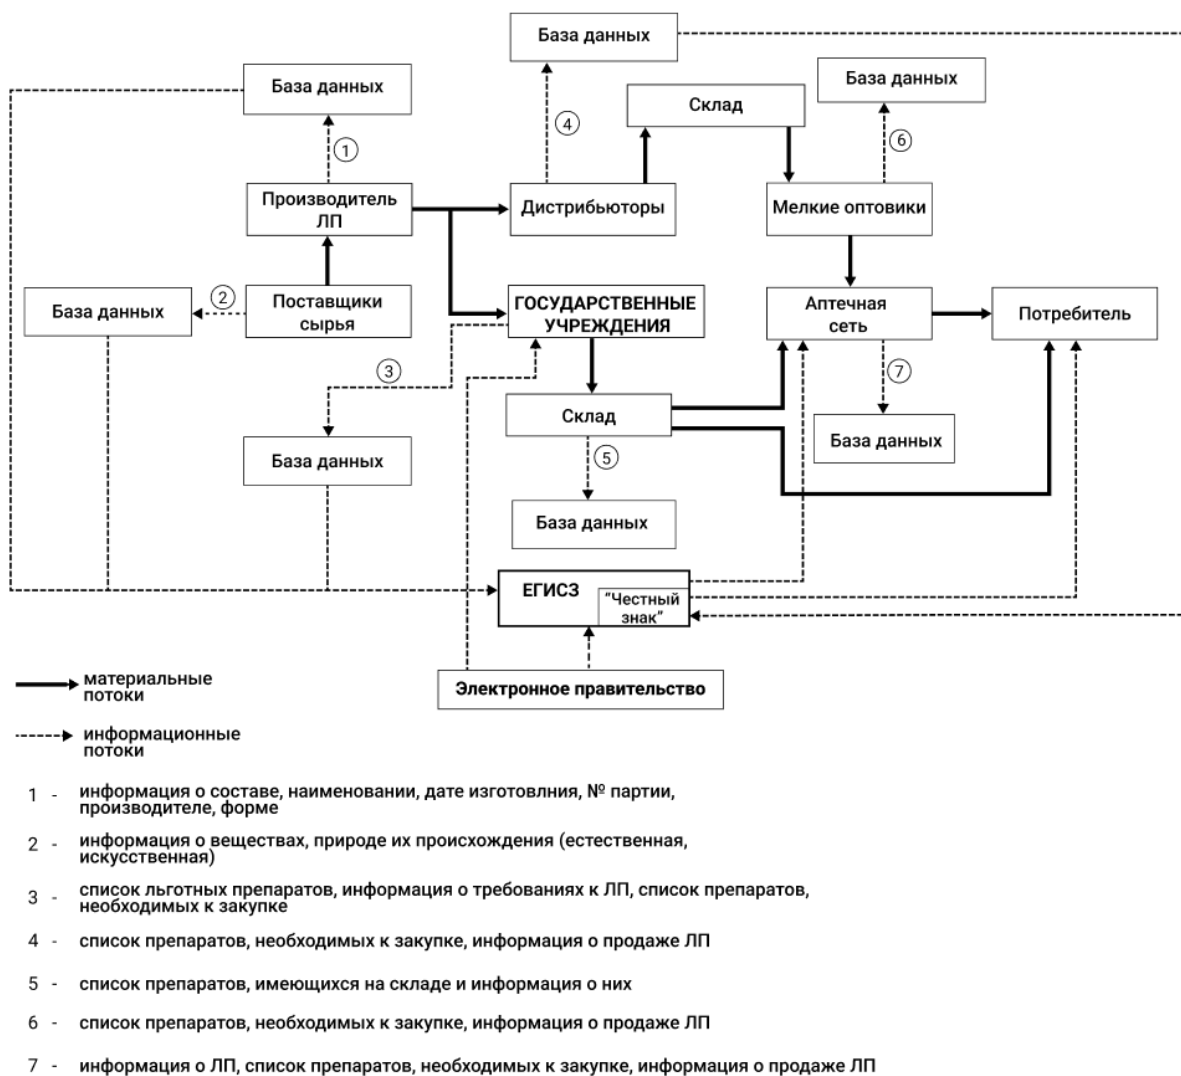 База данных
База данных
База данных
Склад
4
6
1
Производитель
ЛП
Дистрибьюторы
Мелкие оптовики
База данных
2
Поставщики
сырья
ГОСУДАРСТВЕННЫЕ
УЧРЕЖДЕНИЯ
Аптечная
сеть
Потребитель
3
7
Склад
База данных
База данных
5
База данных
ЕГИСЗ
"Честный
знак"
Электронное правительство
материальные
потоки
информационные
потоки
1 - информация о составе, наименовании, дате изготовлния, № партии,
производителе, форме
2 - информация о веществах, природе их происхождения (естественная,
искусственная)
3 - список льготных препаратов, информация о требованиях к ЛП, список препаратов,
необходимых к закупке
4 - список препаратов, необходимых к закупке, информация о продаже ЛП
5 - список препаратов, имеющихся на складе и информация о них
6 - список препаратов, необходимых к закупке, информация о продаже ЛП
7 - информация о ЛП, список препаратов, необходимых к закупке, информация о продаже ЛП